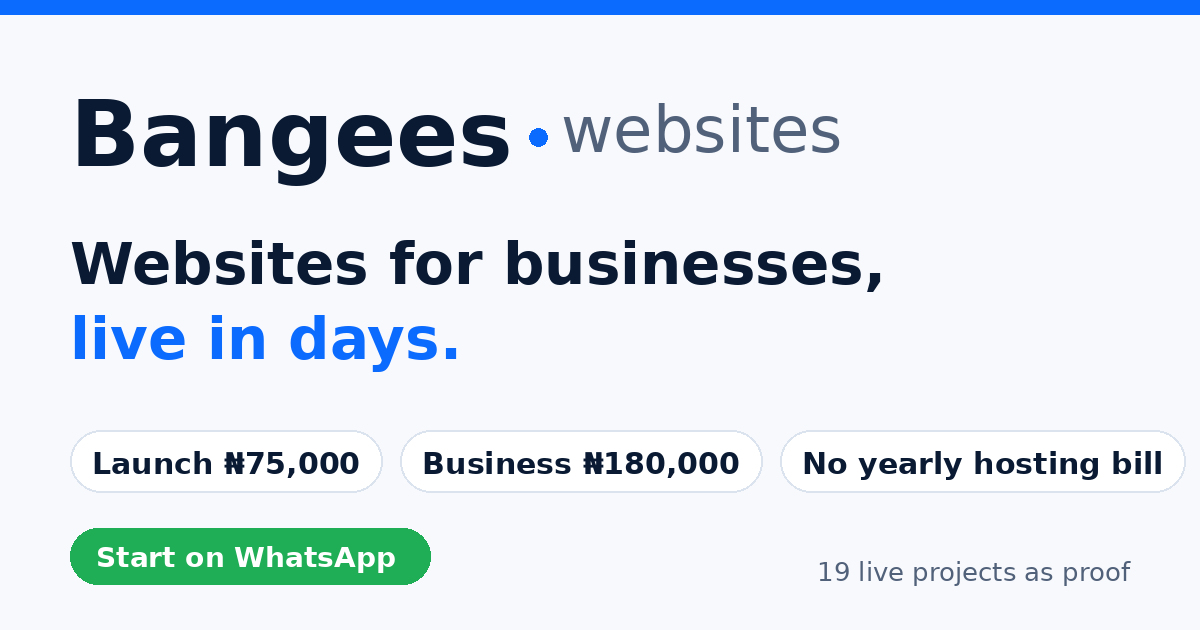 Bangees • websites
Websites for businesses,
live in days.
Launch ₦75,000
Business ₦180,000
No yearly hosting bill
Start on WhatsApp
19 live projects as proof